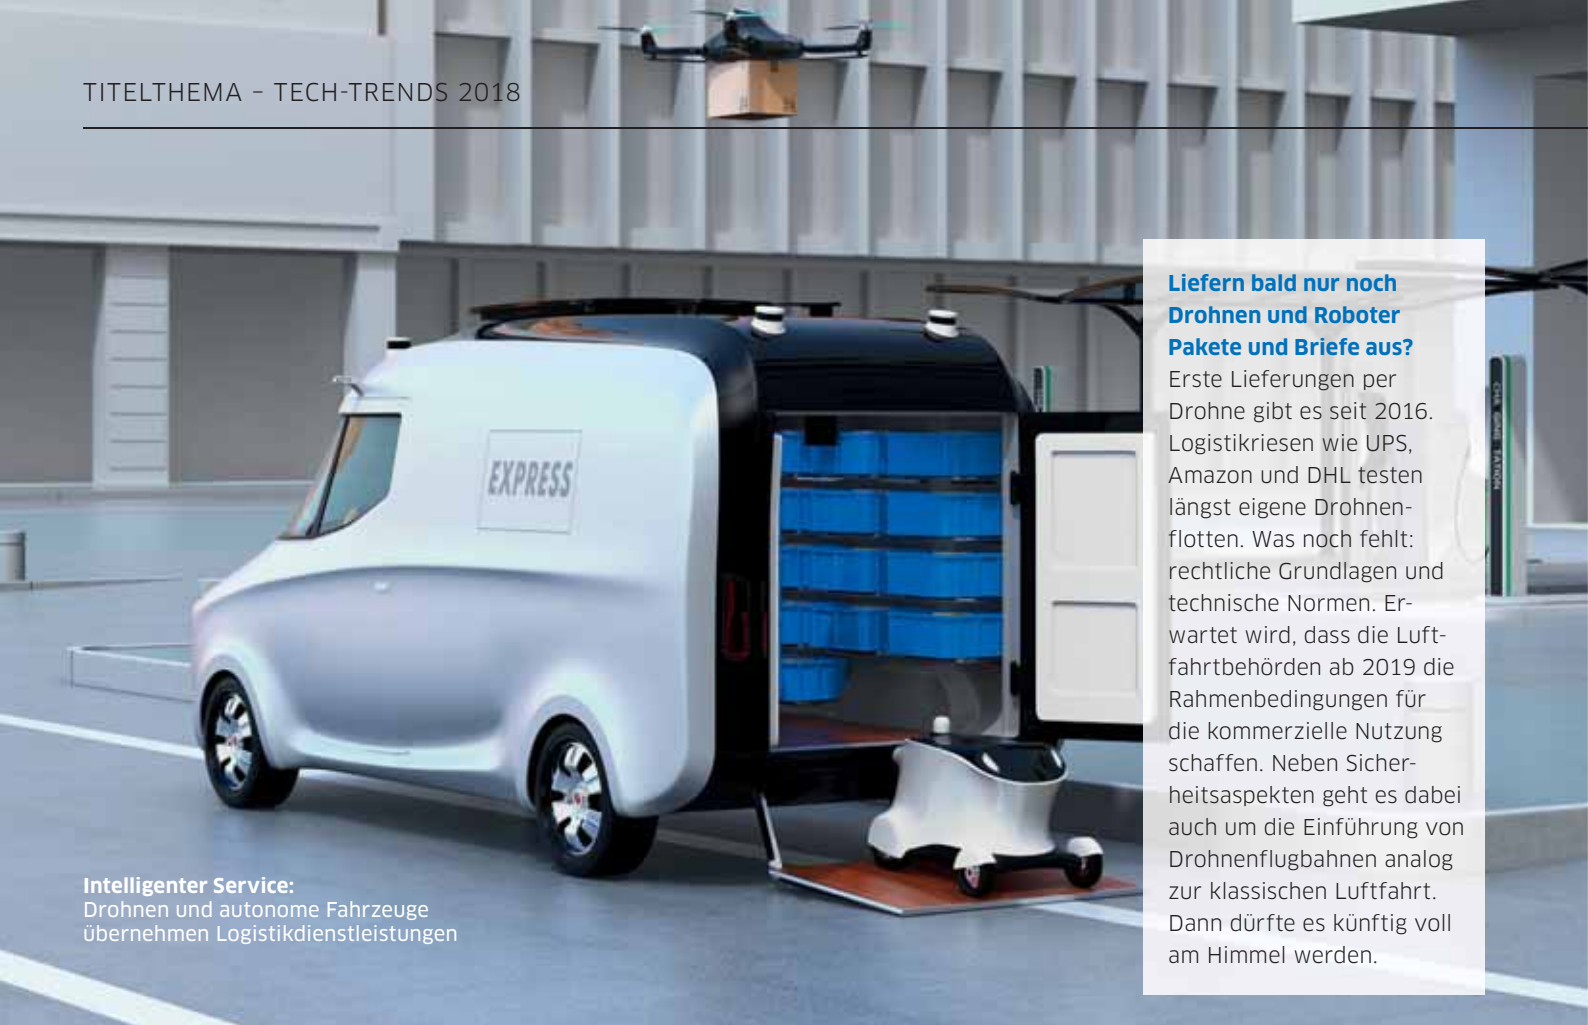 TITELTHEMA – TECH-TRENDS 2018
Liefern bald nur noch
Drohnen und Roboter
Pakete und Briefe aus?
Erste Lieferungen per
Drohne gibt es seit 2016.
Logistikriesen wie UPS,
Amazon und DHL testen
längst eigene Drohnen-
flotten. Was noch fehlt:
rechtliche Grundlagen und
technische Normen. Er-
wartet wird, dass die Luft-
fahrtbehörden ab 2019 die
Rahmenbedingungen für
die kommerzielle Nutzung
schaffen. Neben Sicher-
heitsaspekten geht es dabei
auch um die Einführung von
Drohnenflugbahnen analog
zur klassischen Luftfahrt.
Dann dürfte es künftig voll
am Himmel werden.
EXPRESS
CHARGING STATION
Intelligenter Service:
Drohnen und autonome Fahrzeuge
übernehmen Logistikdienstleistungen